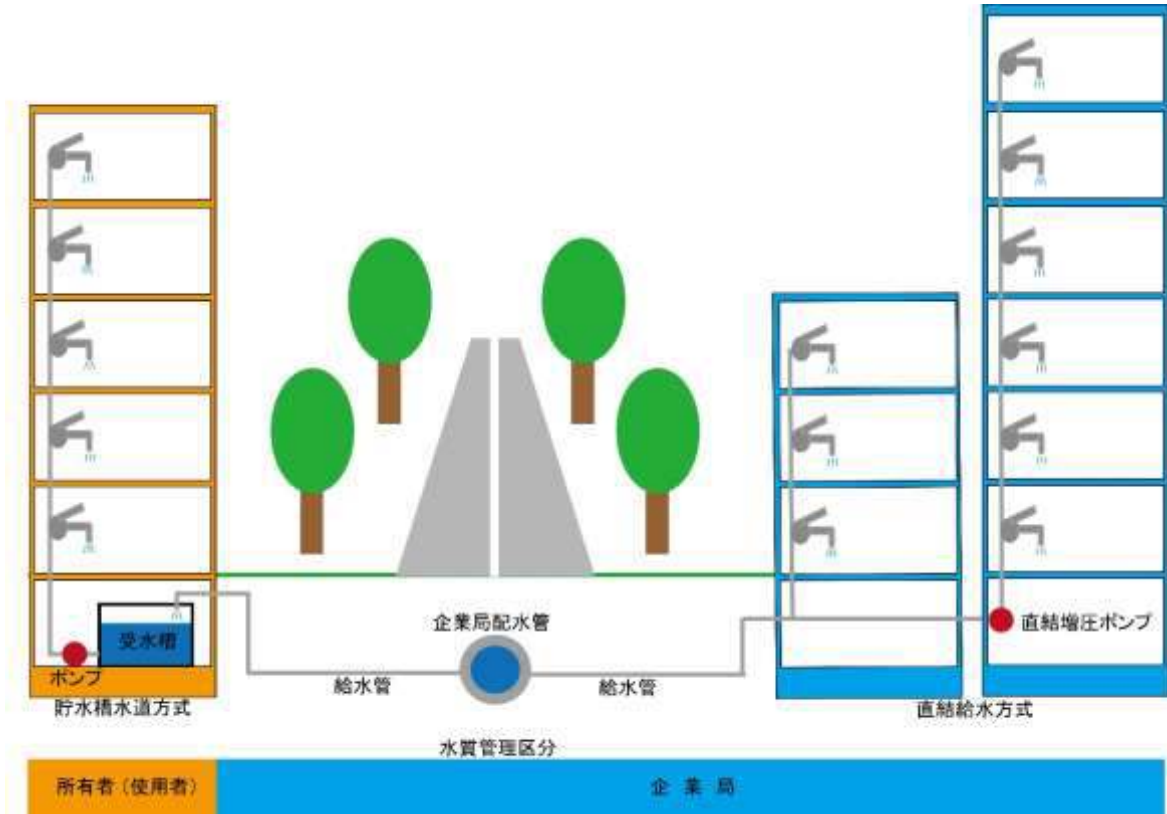 企業局配水管
直結増圧ポンプ
受水槽
ポンプ
給水管
給水管
貯水槽水道方式
直結給水方式
水質管理区分
所有者(使用者)
企業局